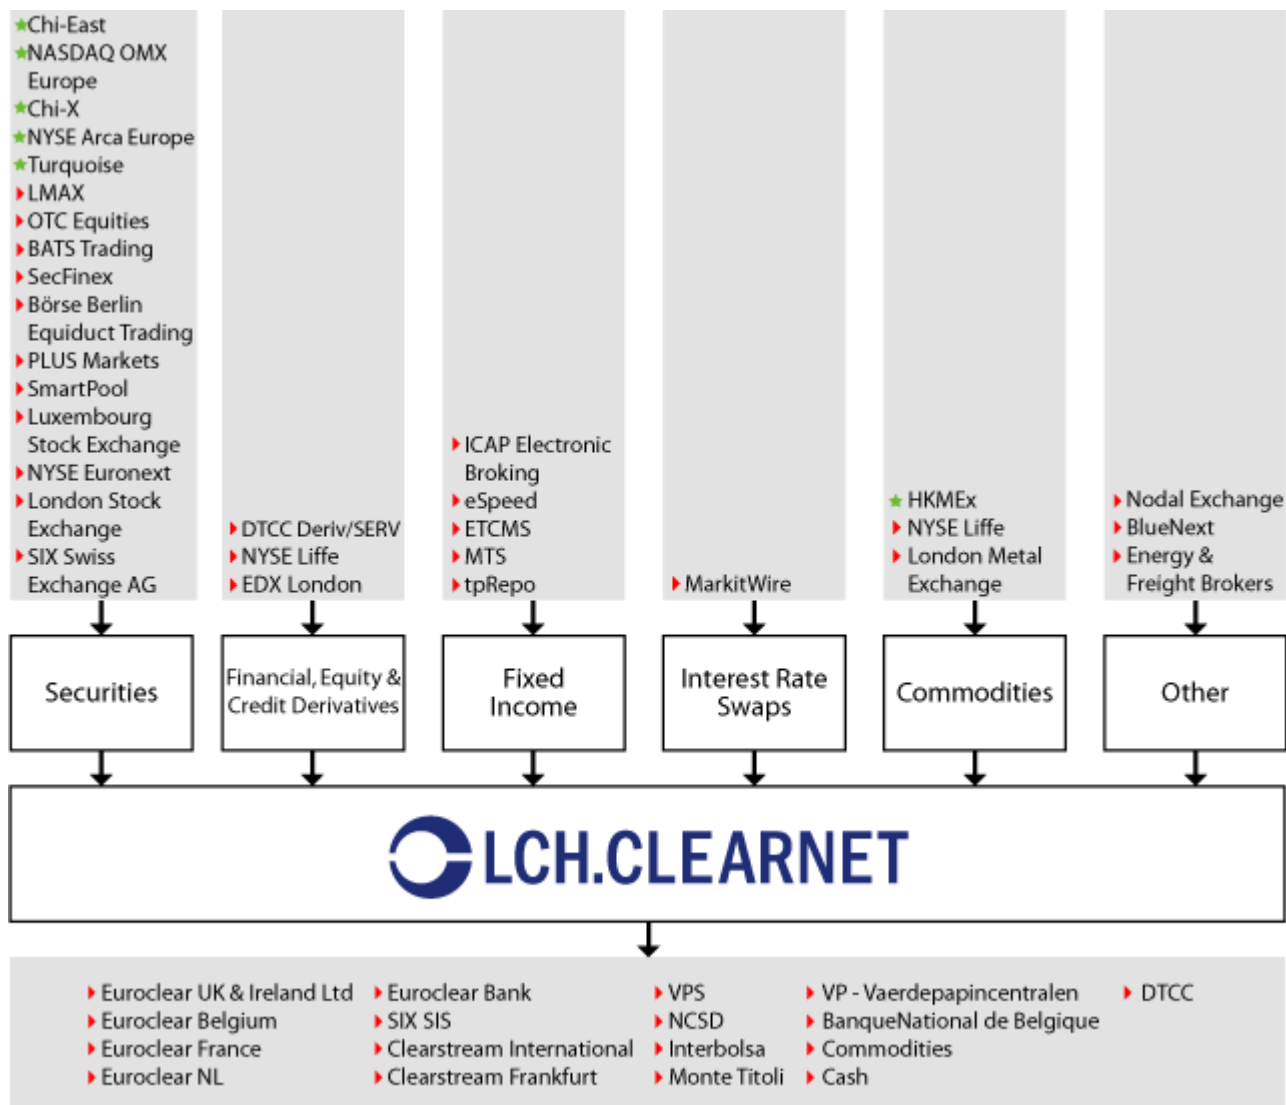 Chi-East
NASDAQ OMX
Europe
Chi-X
NYSE Arca Europe
Turquoise
LMAX
OTC Equities
BATS Trading
SecFinex
Börse Berlin
Equiduct Trading
PLUS Markets
SmartPool
Luxembourg
Stock Exchange
NYSE Euronext
London Stock
Exchange
SIX Swiss
Exchange AG
DTCC Deriv/SERV
NYSE Liffe
EDX London
ICAP Electronic
Broking
eSpeed
ETCMS
MTS
tpRepo
MarkitWire
HKMEx
NYSE Liffe
London Metal
Exchange
Nodal Exchange
BlueNext
Energy &
Freight Brokers
Securities
Financial, Equity &
Credit Derivatives
Fixed
Income
Interest Rate
Swaps
Commodities
Other
LCH.CLEARNET
Euroclear UK & Ireland Ltd
Euroclear Belgium
Euroclear France
Euroclear NL
Euroclear Bank
SIX SIS
Clearstream International
Clearstream Frankfurt
VPS
NCSD
Interbolsa
Monte Titoli
VP - Vaerdepapincentralen
BanqueNational de Belgique
Commodities
Cash
DTCC